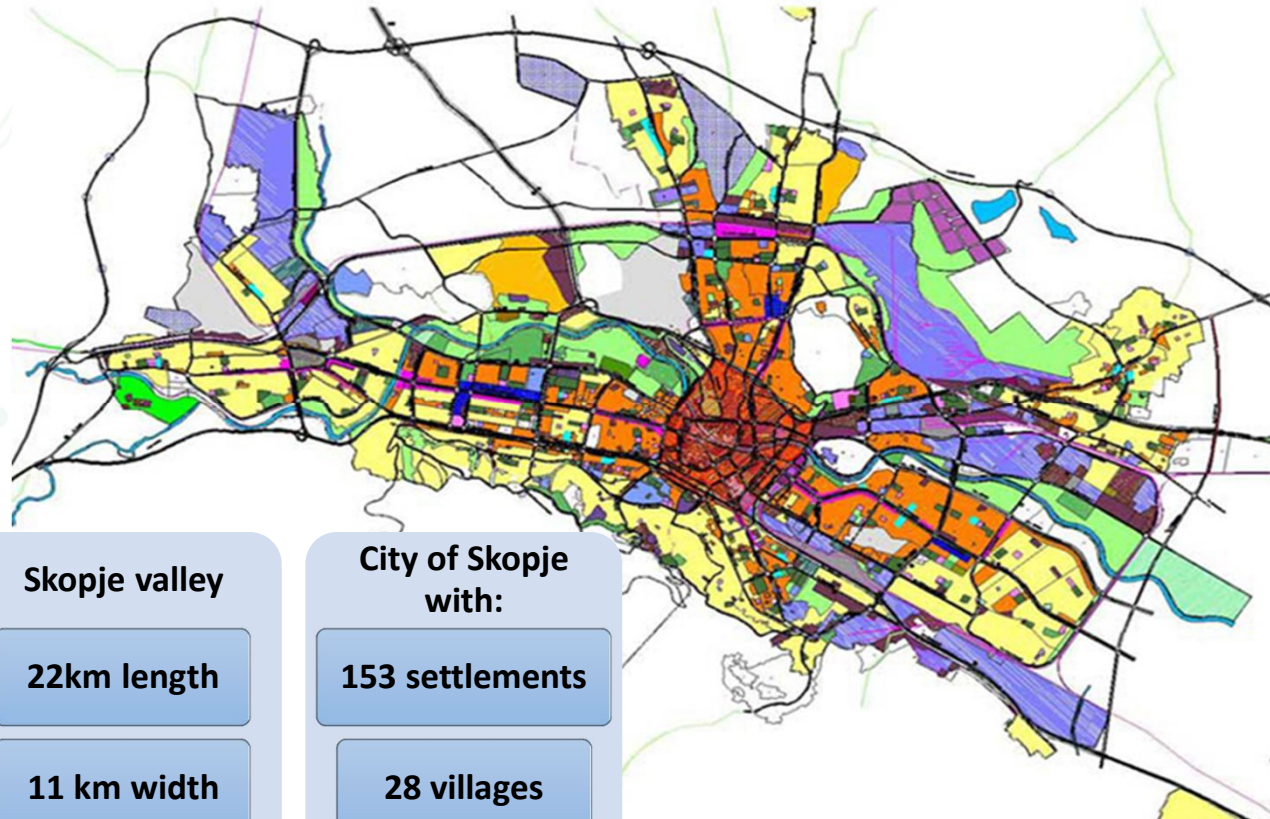 Skopje valley
22km length
11 km width
City of Skopje
with:
153 settlements
28 villages